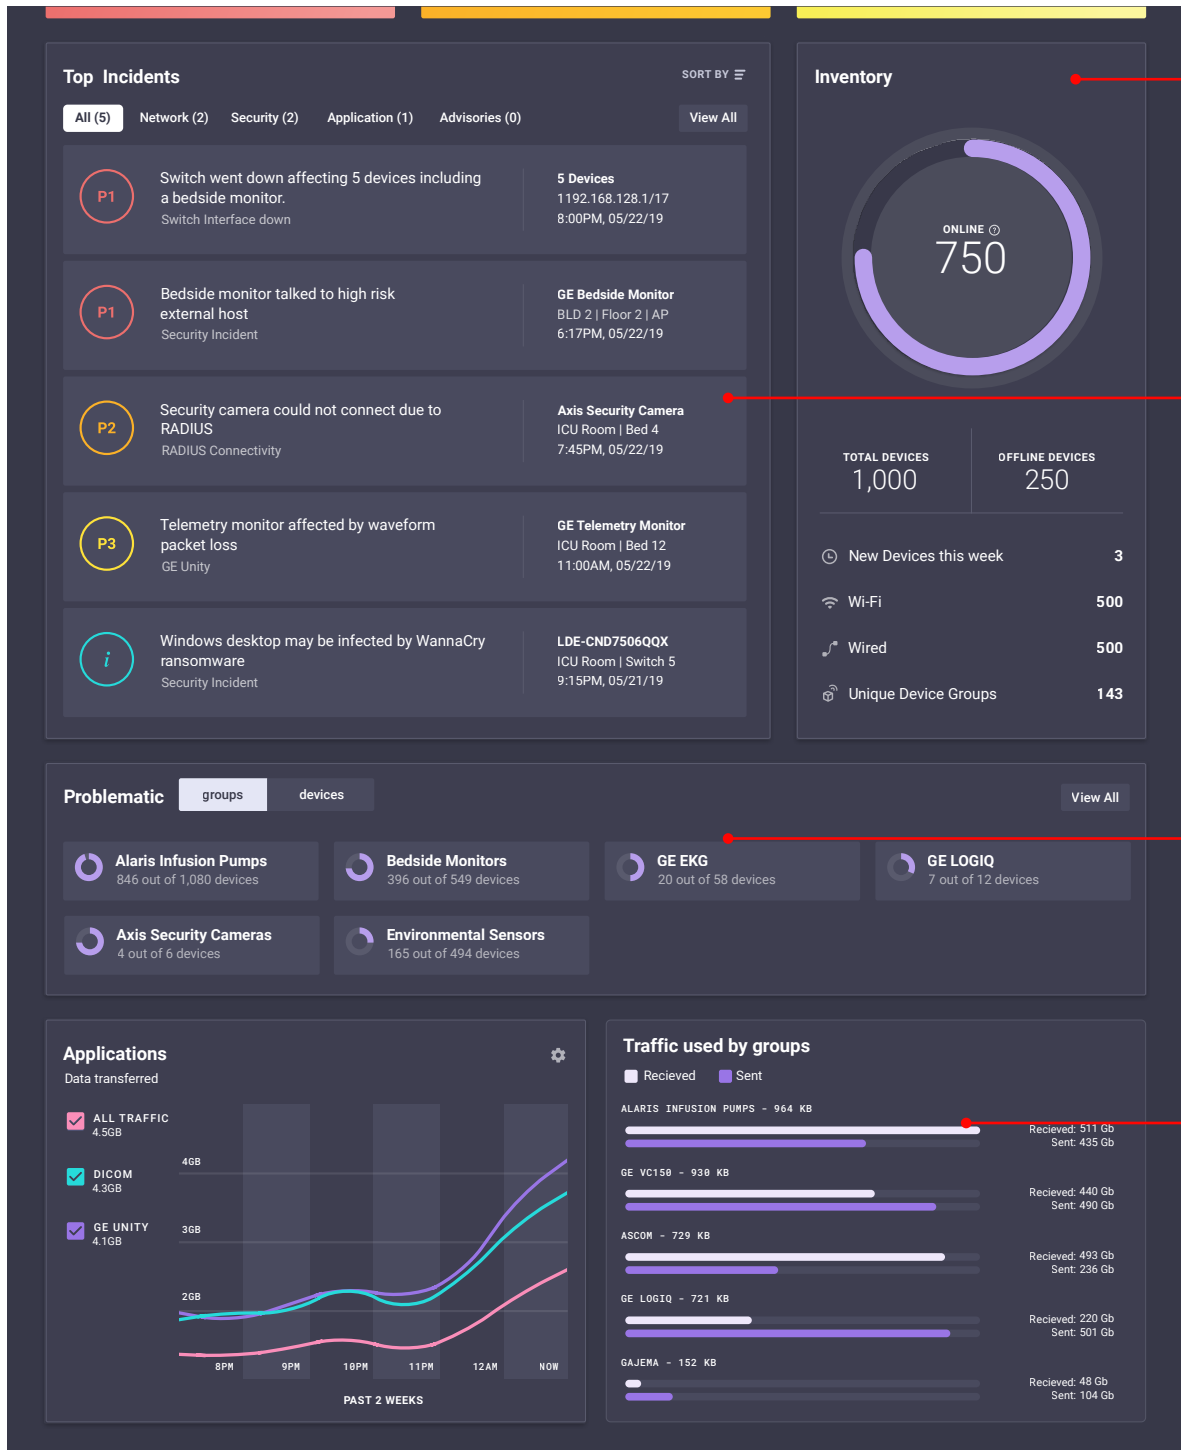 Top Incidents
SORT BY
All (5) Network (2) Security (2) Application (1) Advisories (0) View All
P1
Switch went down affecting 5 devices including
a bedside monitor.
Switch Interface down
5 Devices
1192.168.128.1/17
8:00PM, 05/22/19
P1
Bedside monitor talked to high risk
external host
Security Incident
GE Bedside Monitor
BLD 2 | Floor 2 | AP
6:17PM, 05/22/19
P2
Security camera could not connect due to
RADIUS
RADIUS Connectivity
Axis Security Camera
ICU Room | Bed 4
7:45PM, 05/22/19
P3
Telemetry monitor affected by waveform
packet loss
GE Unity
GE Telemetry Monitor
ICU Room | Bed 12
11:00AM, 05/22/19
i
Windows desktop may be infected by WannaCry
ransomware
Security Incident
LDE-CND7506QQX
ICU Room | Switch 5
9:15PM, 05/21/19
Inventory
ONLINE ?
750
TOTAL DEVICES
1,000
OFFLINE DEVICES
250
New Devices this week 3
Wi-Fi 500
Wired 500
Unique Device Groups 143
Problematic groups devices View All
Alaris Infusion Pumps
846 out of 1,080 devices
Bedside Monitors
396 out of 549 devices
GE EKG
20 out of 58 devices
GE LOGIQ
7 out of 12 devices
Axis Security Cameras
4 out of 6 devices
Environmental Sensors
165 out of 494 devices
Applications
Data transferred
ALL TRAFFIC
4.5GB
DICOM
4.3GB
GE UNITY
4.1GB
4GB
3GB
2GB
8PM 9PM 10PM 11PM 12AM NOW
PAST 2 WEEKS
Traffic used by groups
Recieved Sent
ALARIS INFUSION PUMPS - 964 KB
Recieved: 511 Gb
Sent: 435 Gb
GE VC150 - 930 KB
Recieved: 440 Gb
Sent: 490 Gb
ASCOM - 729 KB
Recieved: 493 Gb
Sent: 236 Gb
GE LOGIQ - 721 KB
Recieved: 220 Gb
Sent: 501 Gb
GAJEMA - 152 KB
Recieved: 48 Gb
Sent: 104 Gb